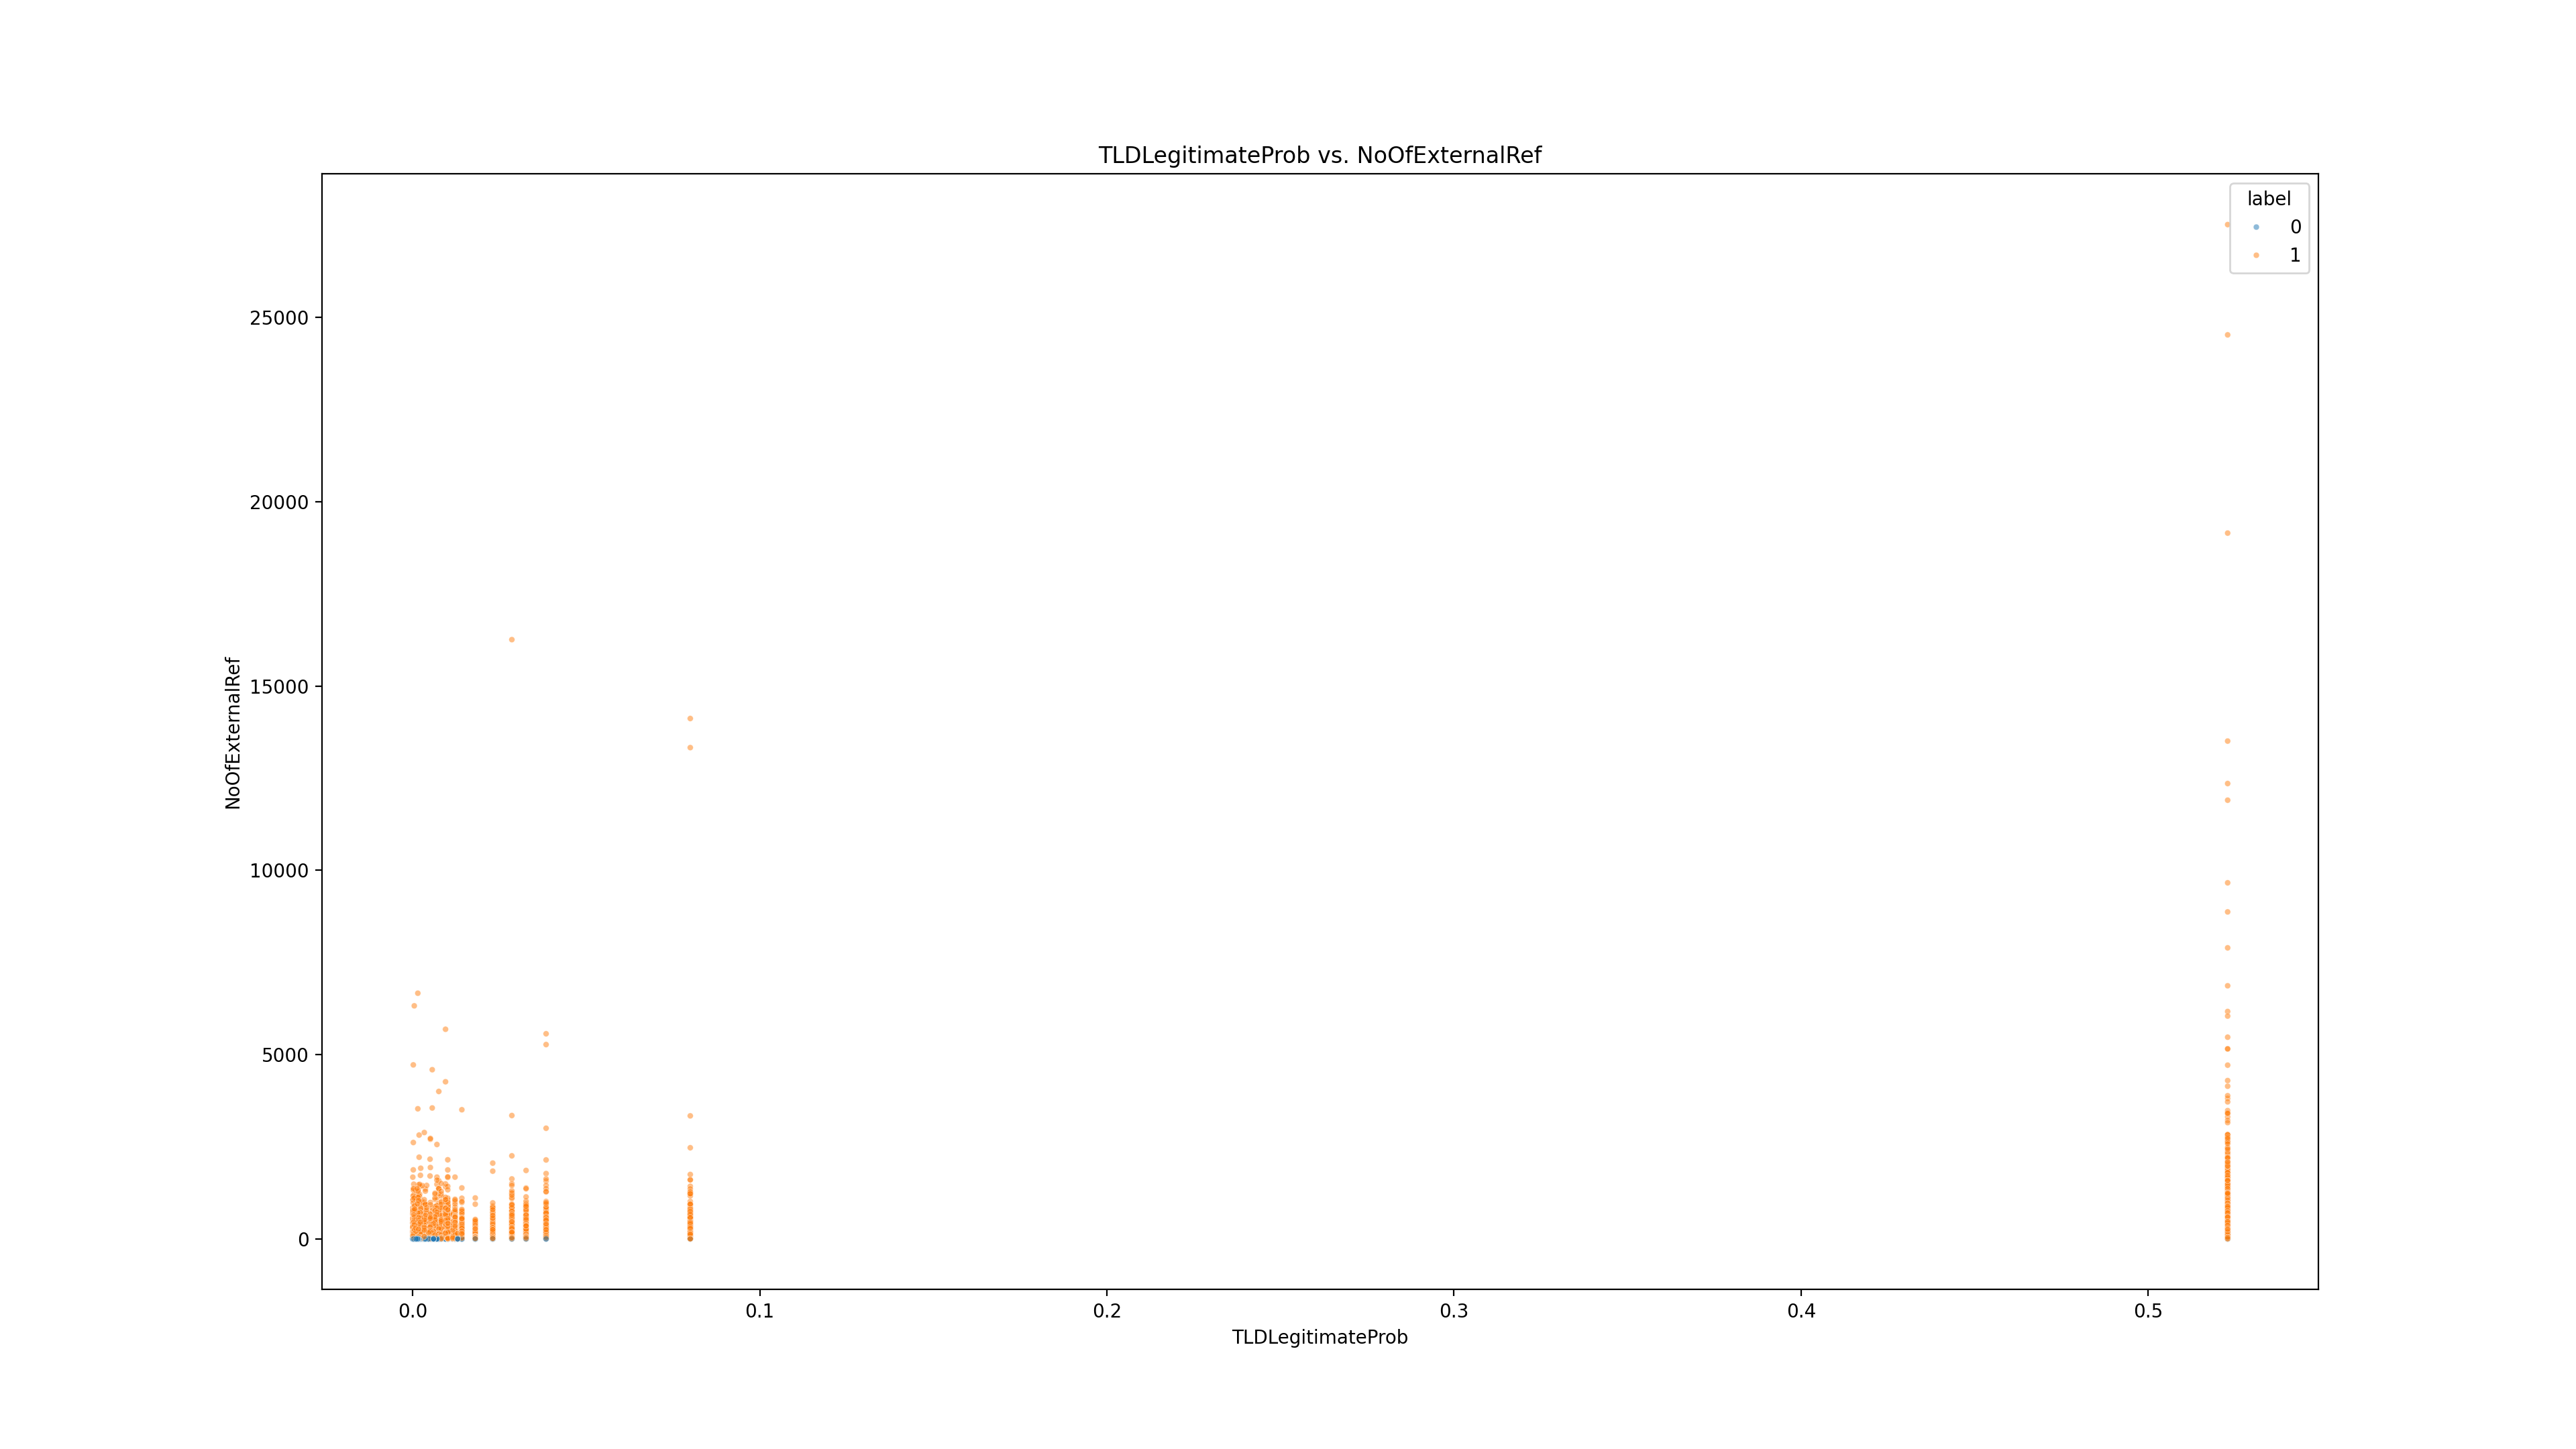 TLDLegitimateProb vs. NoOfExternalRef
label
0
1
25000
20000
15000
10000
5000
0
NoOfExternalRef
0.0 0.1 0.2 0.3 0.4 0.5
TLDLegitimateProb